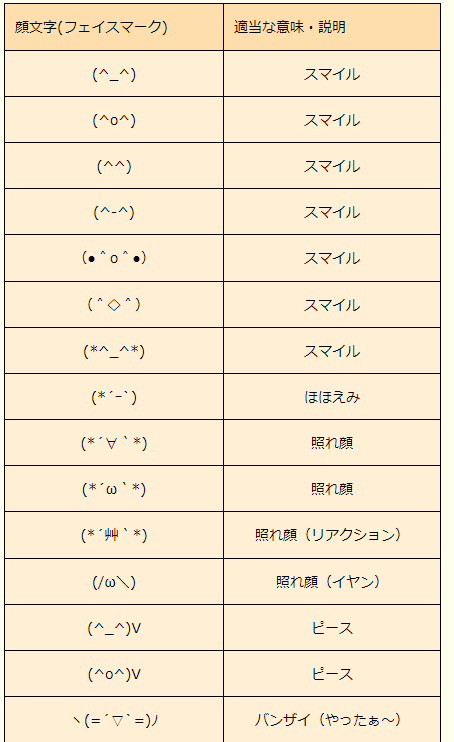 顔文字(フェイスマーク) 適当な意味・説明
(^_^) スマイル
(^o^) スマイル
(^^) スマイル
(^-^) スマイル
(●＾o＾●) スマイル
(＾◇＾) スマイル
(*^_^*) スマイル
(*´ｰ`) ほほえみ
(*´∀｀*) 照れ顔
(*´ω｀*) 照れ顔
(*´艸｀*) 照れ顔（リアクション）
(/ω＼) 照れ顔（イヤン）
(^_^)V ピース
(^o^)V ピース
ヽ(=´▽`=)ﾉ バンザイ（やったぁ～）